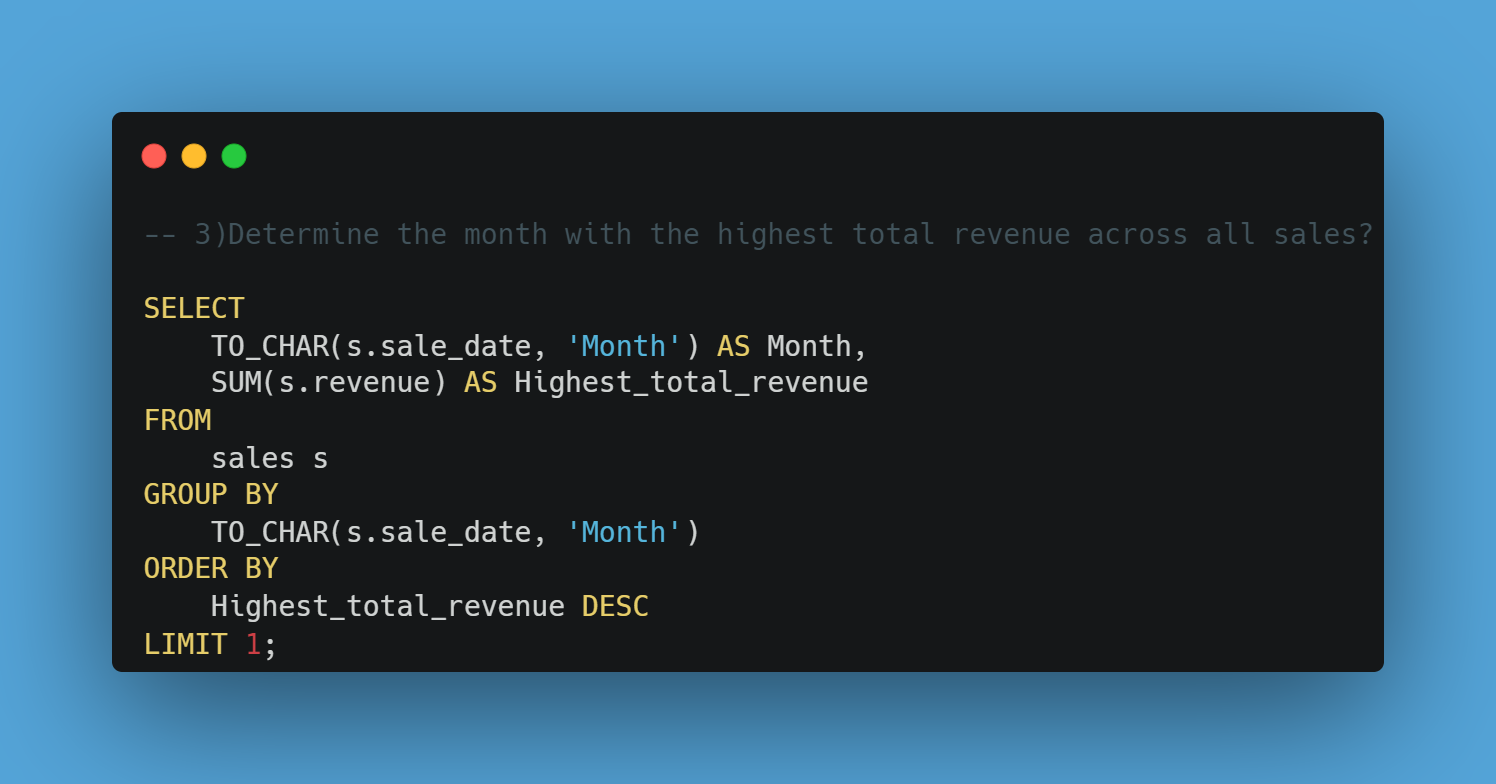 -- 3)Determine the month with the highest total revenue across all sales?
SELECT
    TO_CHAR(s.sale_date, 'Month') AS Month,
    SUM(s.revenue) AS Highest_total_revenue
FROM
    sales s
GROUP BY
    TO_CHAR(s.sale_date, 'Month')
ORDER BY
    Highest_total_revenue DESC
LIMIT 1;